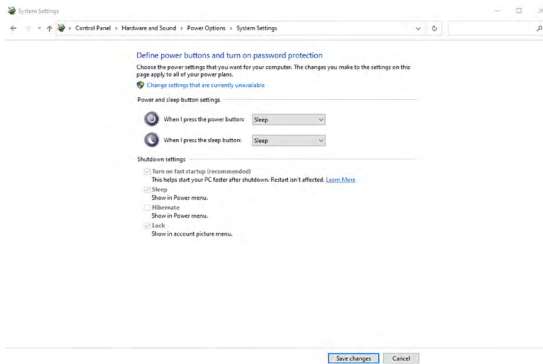 System Settings
Control Panel > Hardware and Sound > Power Options > System Settings
Define power buttons and turn on password protection
Choose the power settings that you want for your computer. The changes you make to the settings on this
page apply to all of your power plans.
Change settings that are currently unavailable
Power and sleep button settings
When I press the power button: Sleep
When I press the sleep button: Sleep
Shutdown settings
Turn on fast startup (recommended)
This helps start your PC faster after shutdown. Restart isn't affected. Learn More
Sleep
Show in Power menu.
Hibernate
Show in Power menu.
Lock
Show in account picture menu.
Save changes Cancel